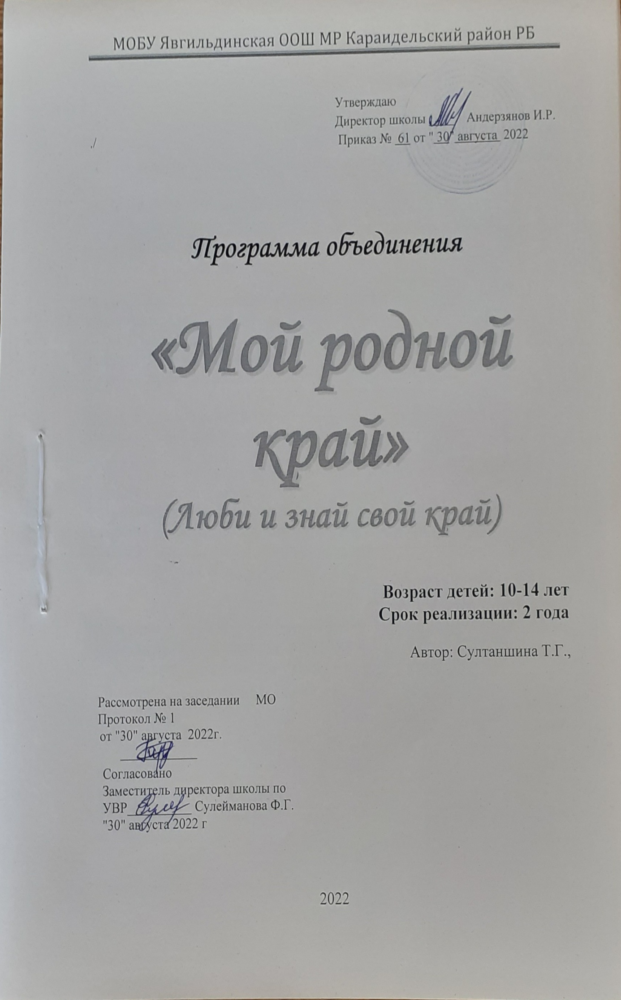 МОБУ Явгильдинская ООШ МР Караидельский район РБ
Утверждаю
Директор школы Андерзянов И.Р.
Приказ № 61 от "30" августа 2022
Программа объединения
«Мой родной
край»
(Люби и знай свой край)
Возраст детей: 10-14 лет
Срок реализации: 2 года
Автор: Султаншина Т.Г.,
Рассмотрена на заседании МО
Протокол № 1
от "30" августа 2022г.
Согласовано
Заместитель директора школы по
УВР Сулейманова Ф.Г.
"30" августа 2022 г
2022